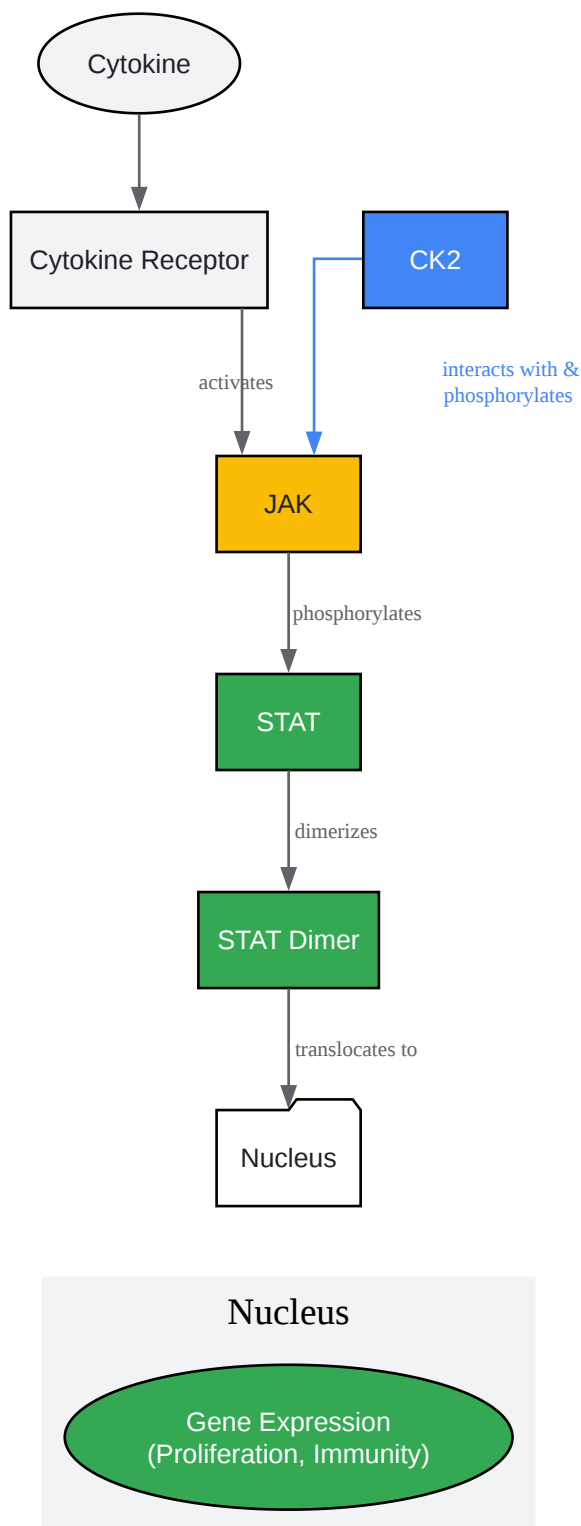 Cytokine
Cytokine Receptor
CK2
activates
interacts with &
phosphorylates
JAK
phosphorylates
STAT
dimerizes
STAT Dimer
translocates to
Nucleus
Nucleus
Gene Expression
(Proliferation, Immunity)